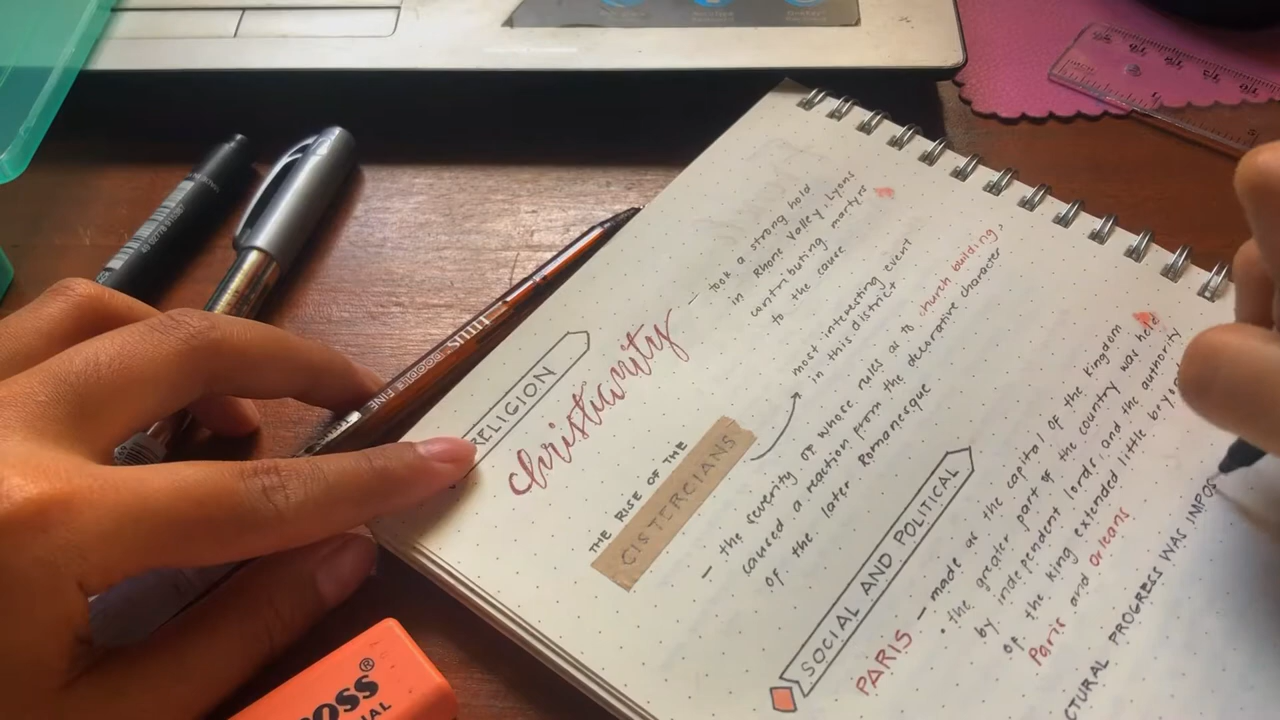 RELIGION
christianity
- took a strong hold
in Rhone Valley, Lyons
contributing martyrs
to the cause
THE RISE OF THE
CISTERCIANS
most interesting event
in this district
- the severity of whose rules as to church building,
caused a reaction from the decorative character
of the later Romanesque
SOCIAL AND POLITICAL
PARIS - made as the capital of the kingdom
• the greater part of the country was held
by independent lords, and the authority
of the king extended little
Paris and orleans
CTURAL PROGRESS WAS IMPOS
TITUS DOODLE FINE
OSS